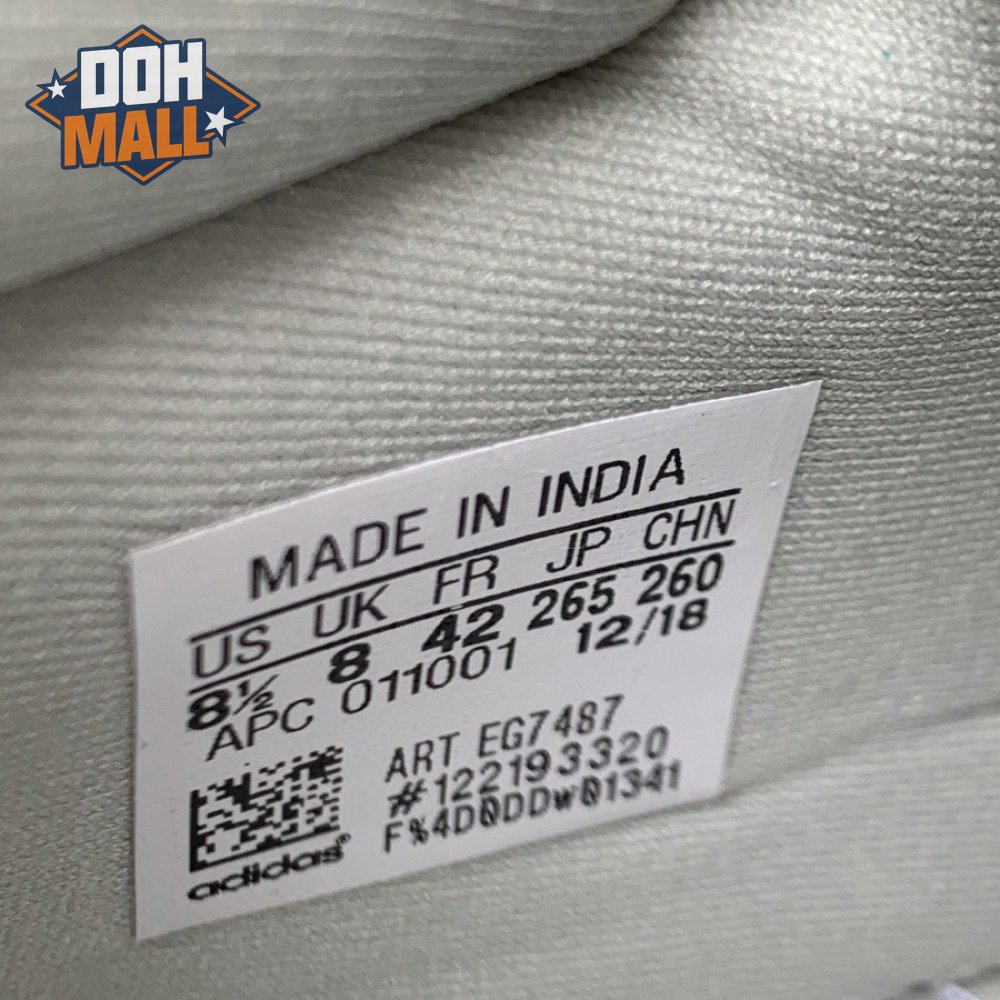 DOH
MALL
MADE IN INDIA
US UK FR JP CHN
8½ 8 42 265 260
APC 011001 12/18
ART EG7487
#122193320
F%4D0DDW01341
adidas®